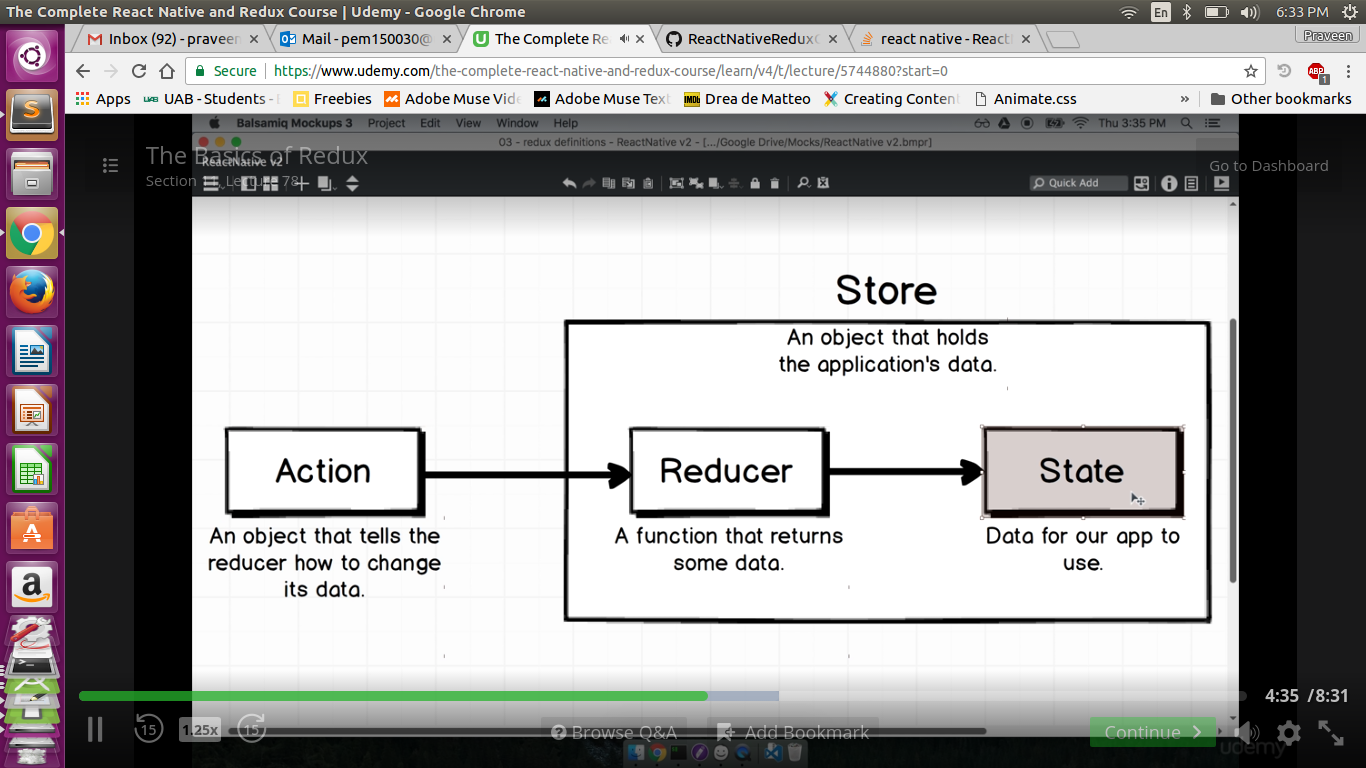 The Complete React Native and Redux Course | Udemy - Google Chrome
En
6:33 PM
Inbox (92) - praveen
Mail - pem150030@
The Complete Re
ReactNativeRedux
react native - React
Praveen
Secure
https://www.udemy.com/the-complete-react-native-and-redux-course/learn/v4/t/lecture/5744880?start=0
ABP
1
Apps
UAB - Students -
Freebies
Adobe Muse Vide
Adobe Muse Text
IMDb
Drea de Matteo
Creating Content
Animate.css
»
Other bookmarks
Balsamiq Mockups 3 Project Edit View Window Help
Thu 3:35 PM
03 - redux definitions - ReactNative v2 - [.../Google Drive/Mocks/ReactNative v2.bmpr]
The Basics of Redux
ReactNative v2
Go to Dashboard
Quick Add
Store
An object that holds
the application's data.
Action
Reducer
State
An object that tells the
reducer how to change
its data.
A function that returns
some data.
Data for our app to
use.
4:35 / 8:31
15
1.25x
15
Browse Q&A
Add Bookmark
Continue
udemy